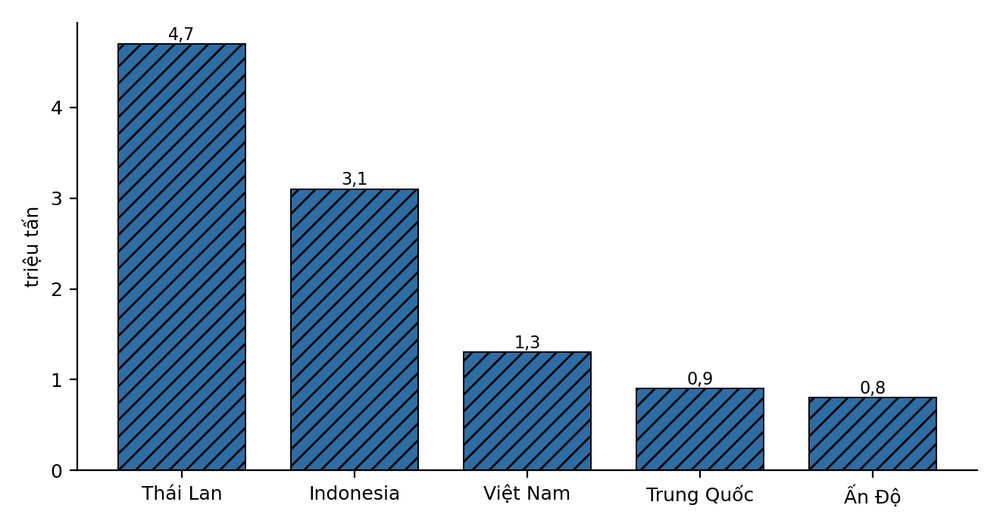 triệu tấn
4
3
2
1
0
4,7
3,1
1,3
0,9
0,8
Thái Lan
Indonesia
Việt Nam
Trung Quốc
Ấn Độ